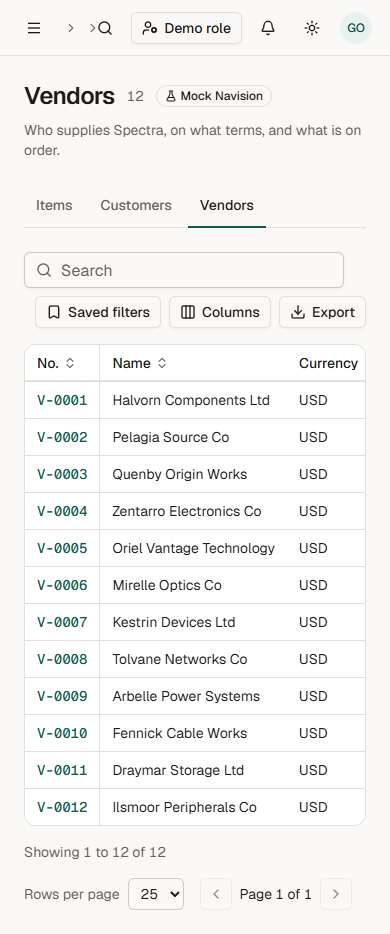 Demo role
GO
Vendors 12 Mock Navision
Who supplies Spectra, on what terms, and what is on
order.
Items Customers Vendors
Search
Saved filters Columns Export
No. Name Currency
V-0001 Halvorn Components Ltd USD
V-0002 Pelagia Source Co USD
V-0003 Quenby Origin Works USD
V-0004 Zentarro Electronics Co USD
V-0005 Oriel Vantage Technology USD
V-0006 Mirelle Optics Co USD
V-0007 Kestrin Devices Ltd USD
V-0008 Tolvane Networks Co USD
V-0009 Arbelle Power Systems USD
V-0010 Fennick Cable Works USD
V-0011 Draymar Storage Ltd USD
V-0012 Ilsmoor Peripherals Co USD
Showing 1 to 12 of 12
Rows per page 25 Page 1 of 1